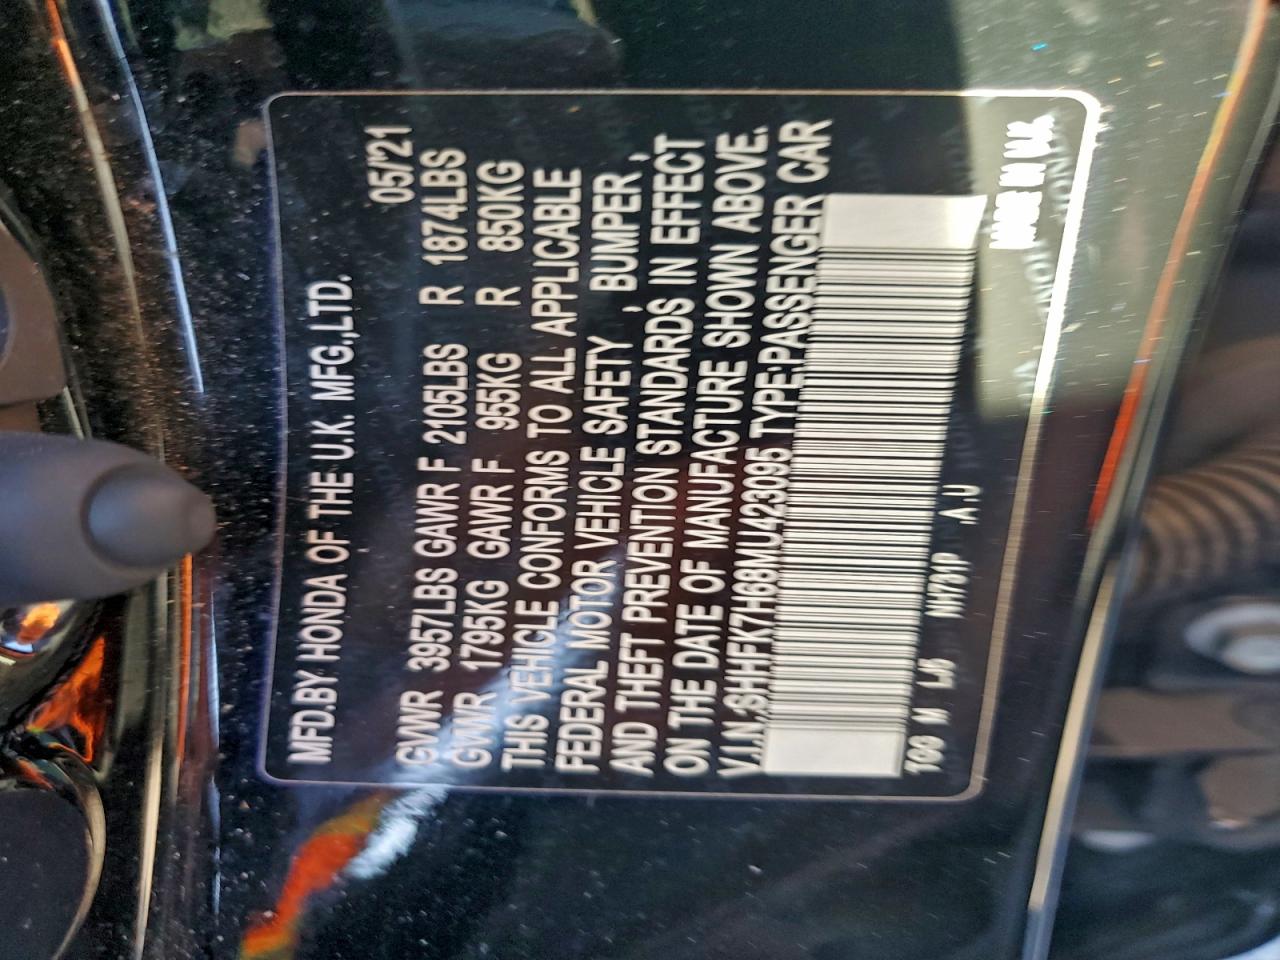 MFD.BY HONDA OF THE U.K. MFG.,LTD.
05/'21
GVWR 3957LBS GAWR F 2105LBS R 1874LBS
GVWR 1795KG GAWR F 955KG R 850KG
THIS VEHICLE CONFORMS TO ALL APPLICABLE
FEDERAL MOTOR VEHICLE SAFETY , BUMPER ,
AND THEFT PREVENTION STANDARDS IN EFFECT
ON THE DATE OF MANUFACTURE SHOWN ABOVE.
V.I.N.:SHHFK7H68MU423095 TYPE:PASSENGER CAR
TGG M LJ5 NH731P A J
MADE IN U.K.